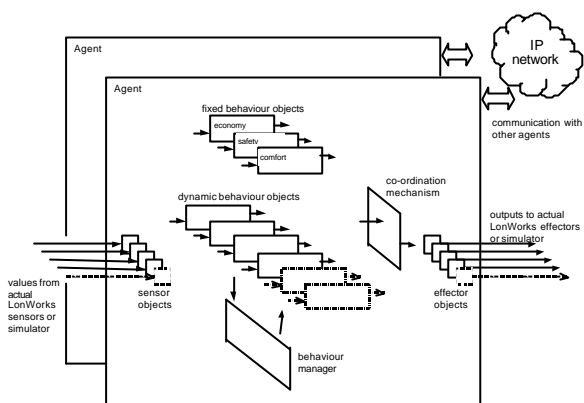 Agent
IP
network
Agent
communication with
other agents
fixed behaviour objects
economy
safety
comfort
co-ordination
mechanism
dynamic behaviour objects
outputs to actual
LonWorks effectors
or simulator
values from
actual
LonWorks
sensors or
simulator
sensor
objects
effector
objects
behaviour
manager